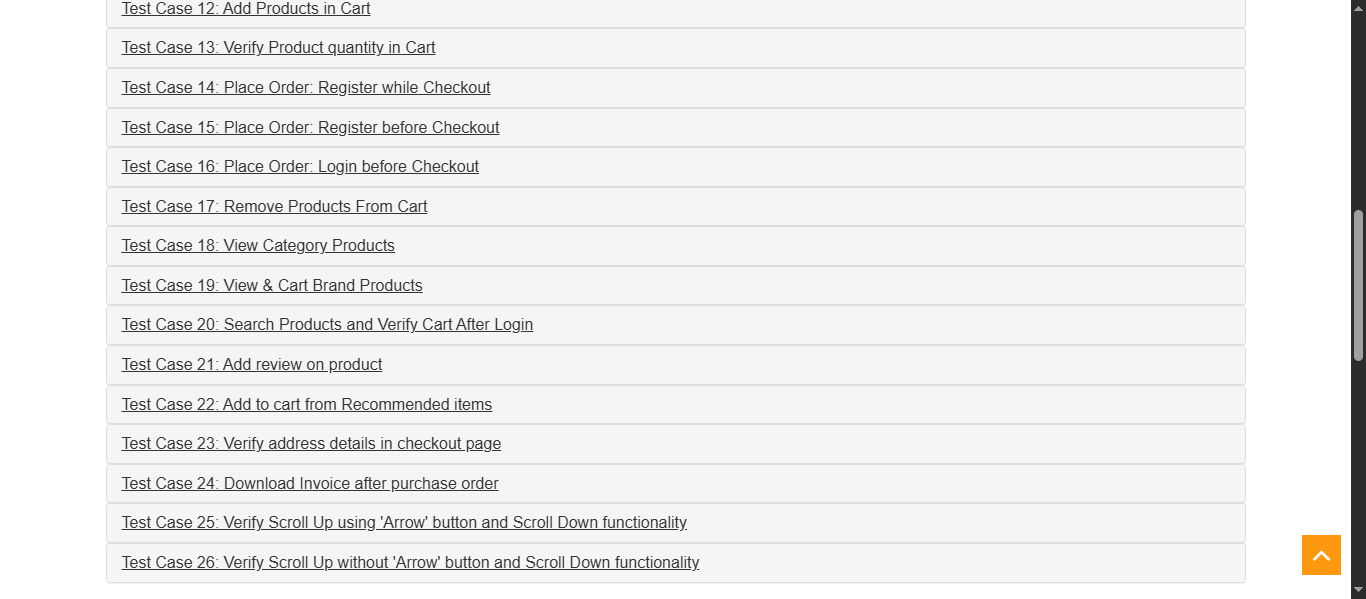 Test Case 12: Add Products in Cart
Test Case 13: Verify Product quantity in Cart
Test Case 14: Place Order: Register while Checkout
Test Case 15: Place Order: Register before Checkout
Test Case 16: Place Order: Login before Checkout
Test Case 17: Remove Products From Cart
Test Case 18: View Category Products
Test Case 19: View & Cart Brand Products
Test Case 20: Search Products and Verify Cart After Login
Test Case 21: Add review on product
Test Case 22: Add to cart from Recommended items
Test Case 23: Verify address details in checkout page
Test Case 24: Download Invoice after purchase order
Test Case 25: Verify Scroll Up using 'Arrow' button and Scroll Down functionality
Test Case 26: Verify Scroll Up without 'Arrow' button and Scroll Down functionality